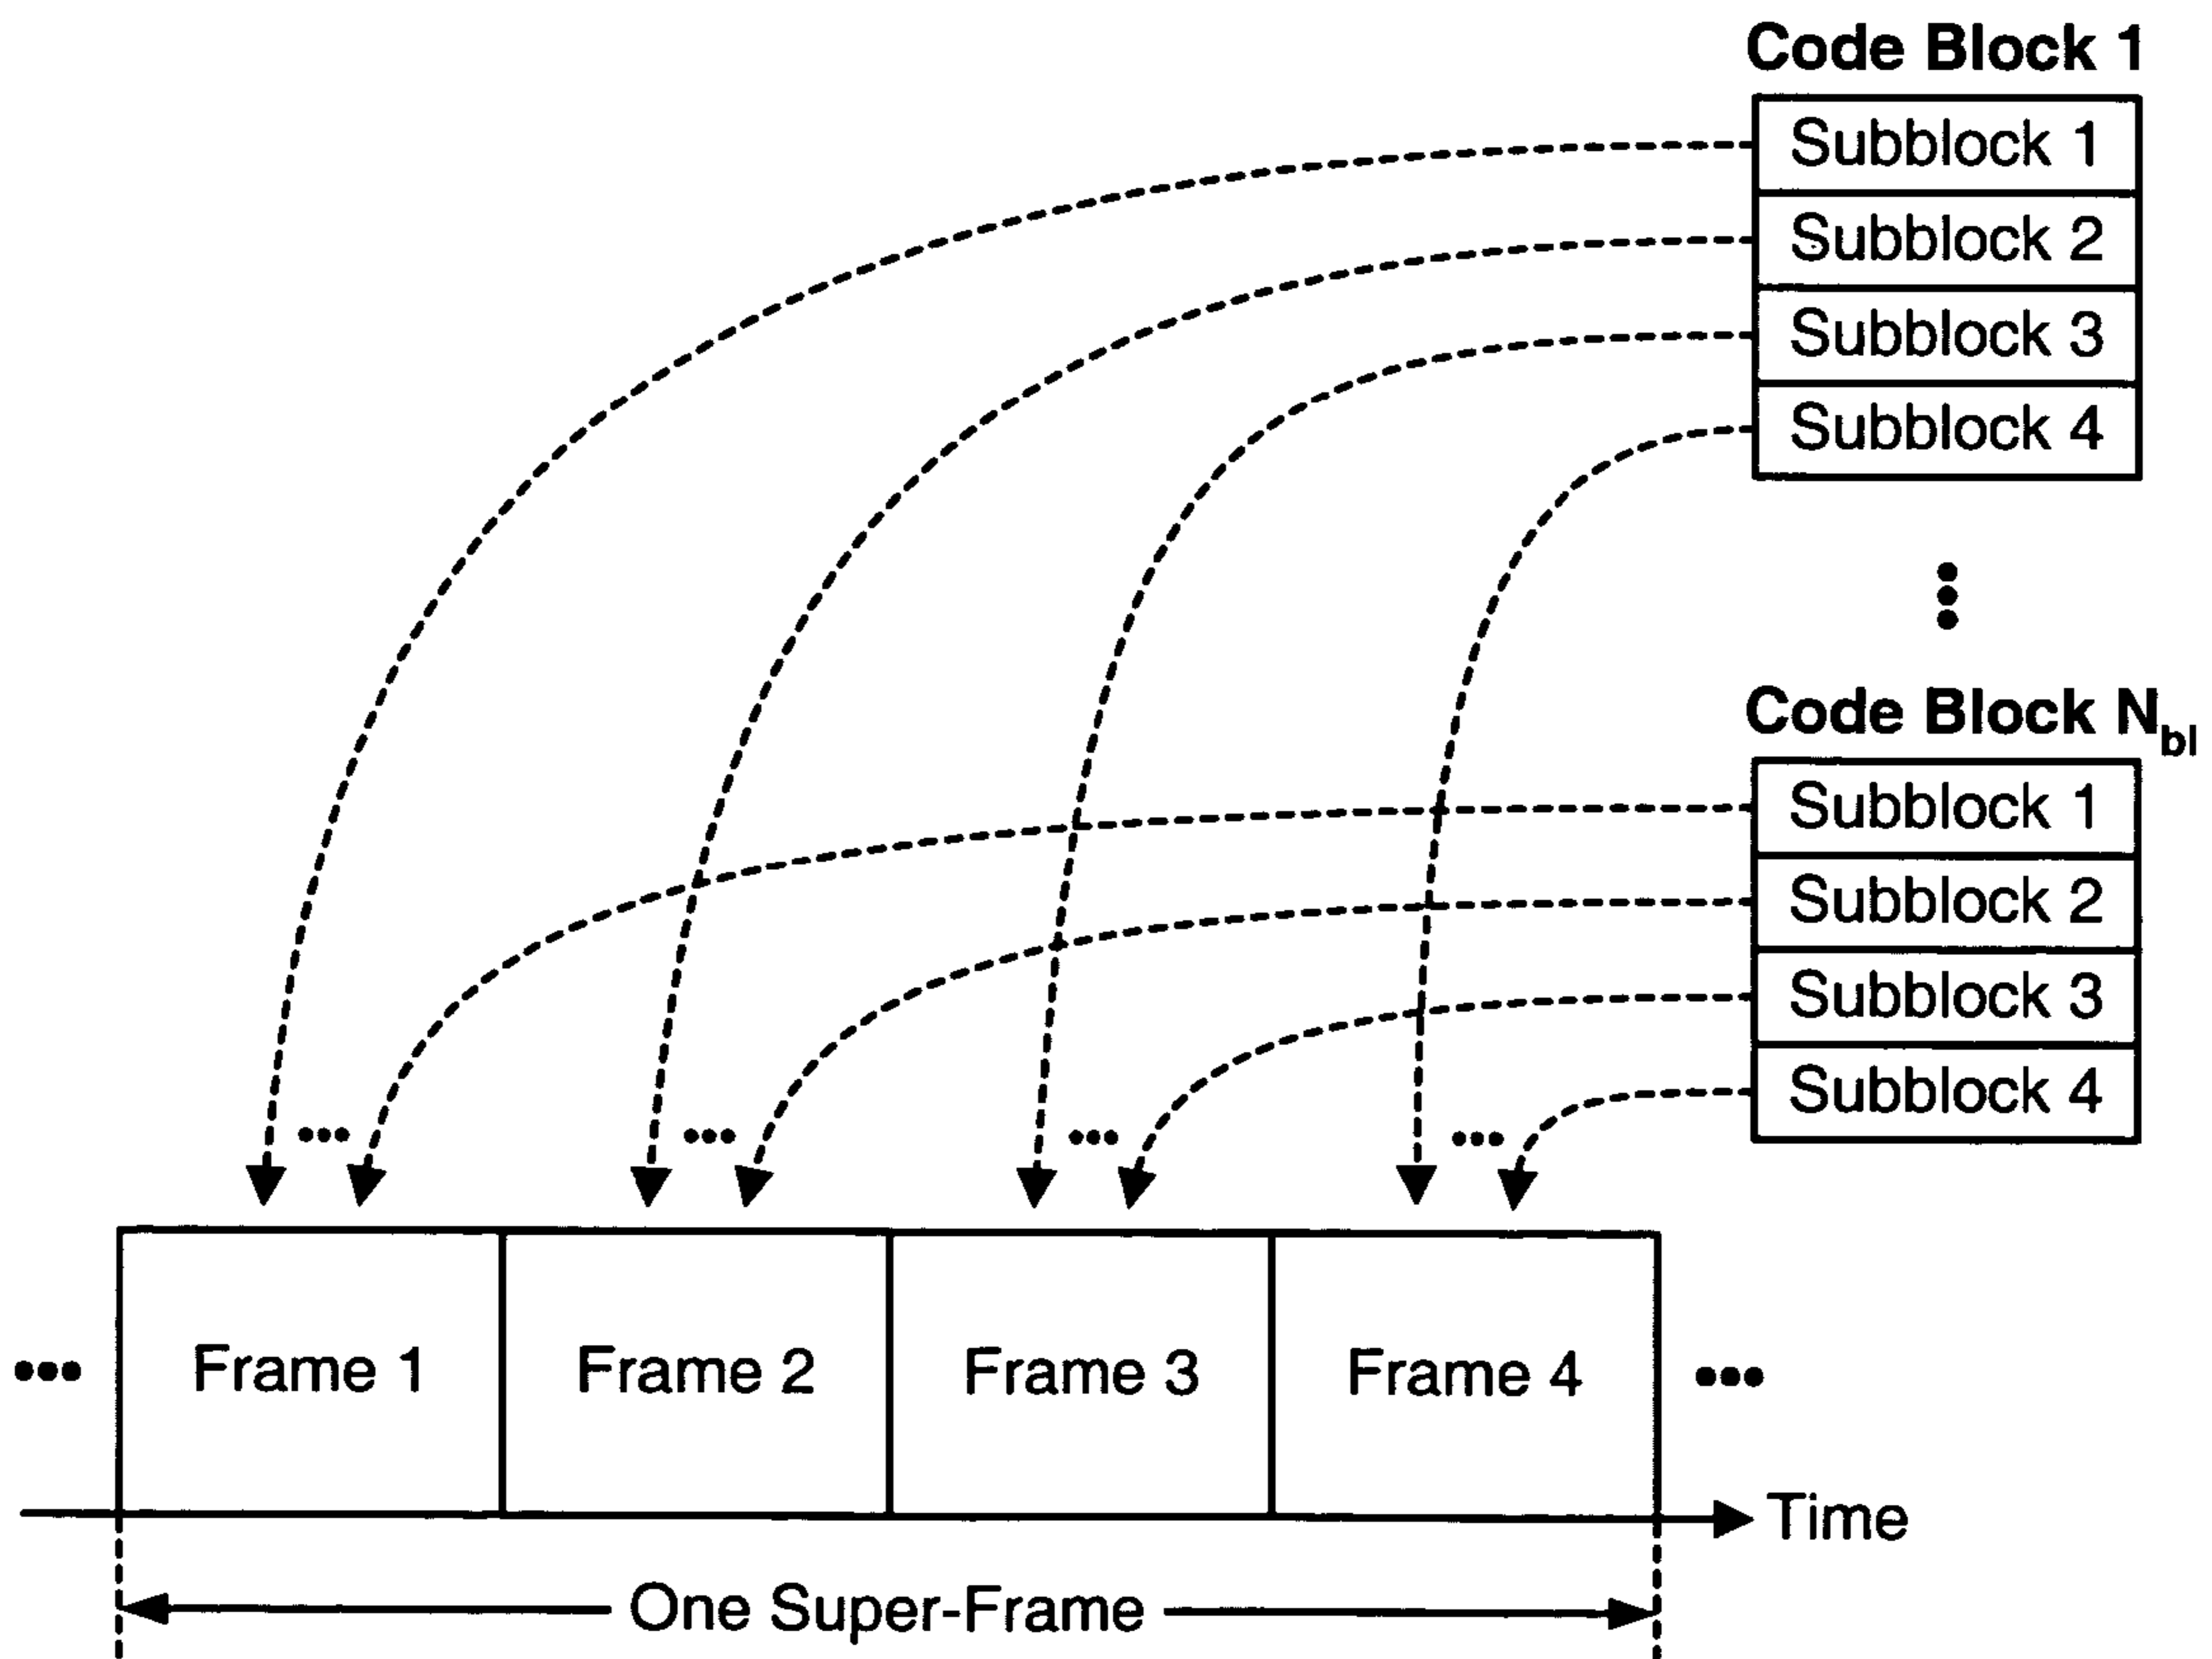 Code Block 1
Subblock 1
Subblock 2
Subblock 3
Subblock 4
Code Block N_bl
Subblock 1
Subblock 2
Subblock 3
Subblock 4
Frame 1
Frame 2
Frame 3
Frame 4
Time
One Super-Frame